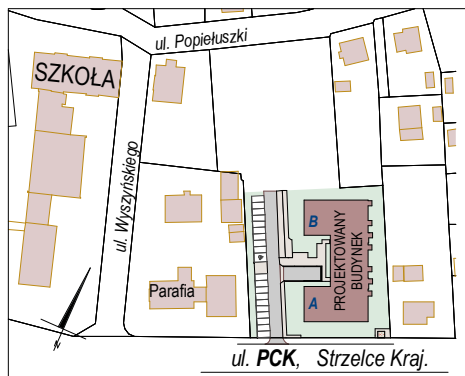 ul. Popiełuszki
SZKOŁA
ul. Wyszyńskiego
B
PROJEKTOWANY
BUDYNEK
A
Parafia
N
ul. PCK, Strzelce Kraj.